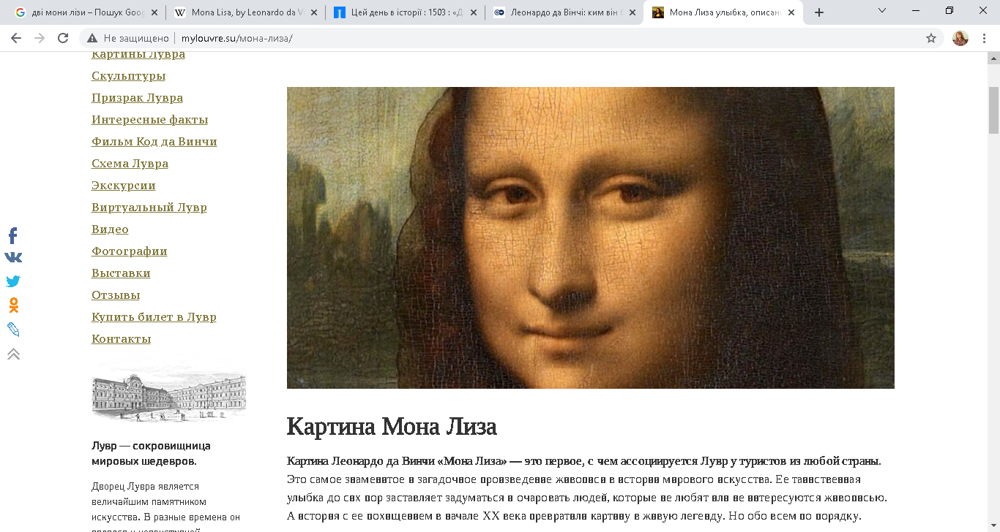 дві мони лізи – Пошук Goog
Mona Lisa, by Leonardo da Vi
Цей день в історії : 1503 : «Д
Леонардо да Вінчі: ким він б
Мона Лиза улыбка, описани
Не защищено
mylouvre.su/мона-лиза/
Картины Лувра
Скульптуры
Призрак Лувра
Интересные факты
Фильм Код да Винчи
Схема Лувра
Экскурсии
Виртуальный Лувр
Видео
Фотографии
Выставки
Отзывы
Купить билет в Лувр
Контакты
Лувр — сокровищница
мировых шедевров.
Дворец Лувра является
величайшим памятником
искусства. В разные времена он
Картина Мона Лиза
Картина Леонардо да Винчи «Мона Лиза» — это первое, с чем ассоциируется Лувр у туристов из любой страны.
Это самое знаменитое и загадочное произведение живописи в истории мирового искусства. Ее таинственная
улыбка до сих пор заставляет задуматься и очаровать людей, которые не любят или не интересуются живописью.
А история с ее похищением в начале XX века превратили картину в живую легенду. Но обо всем по порядку.